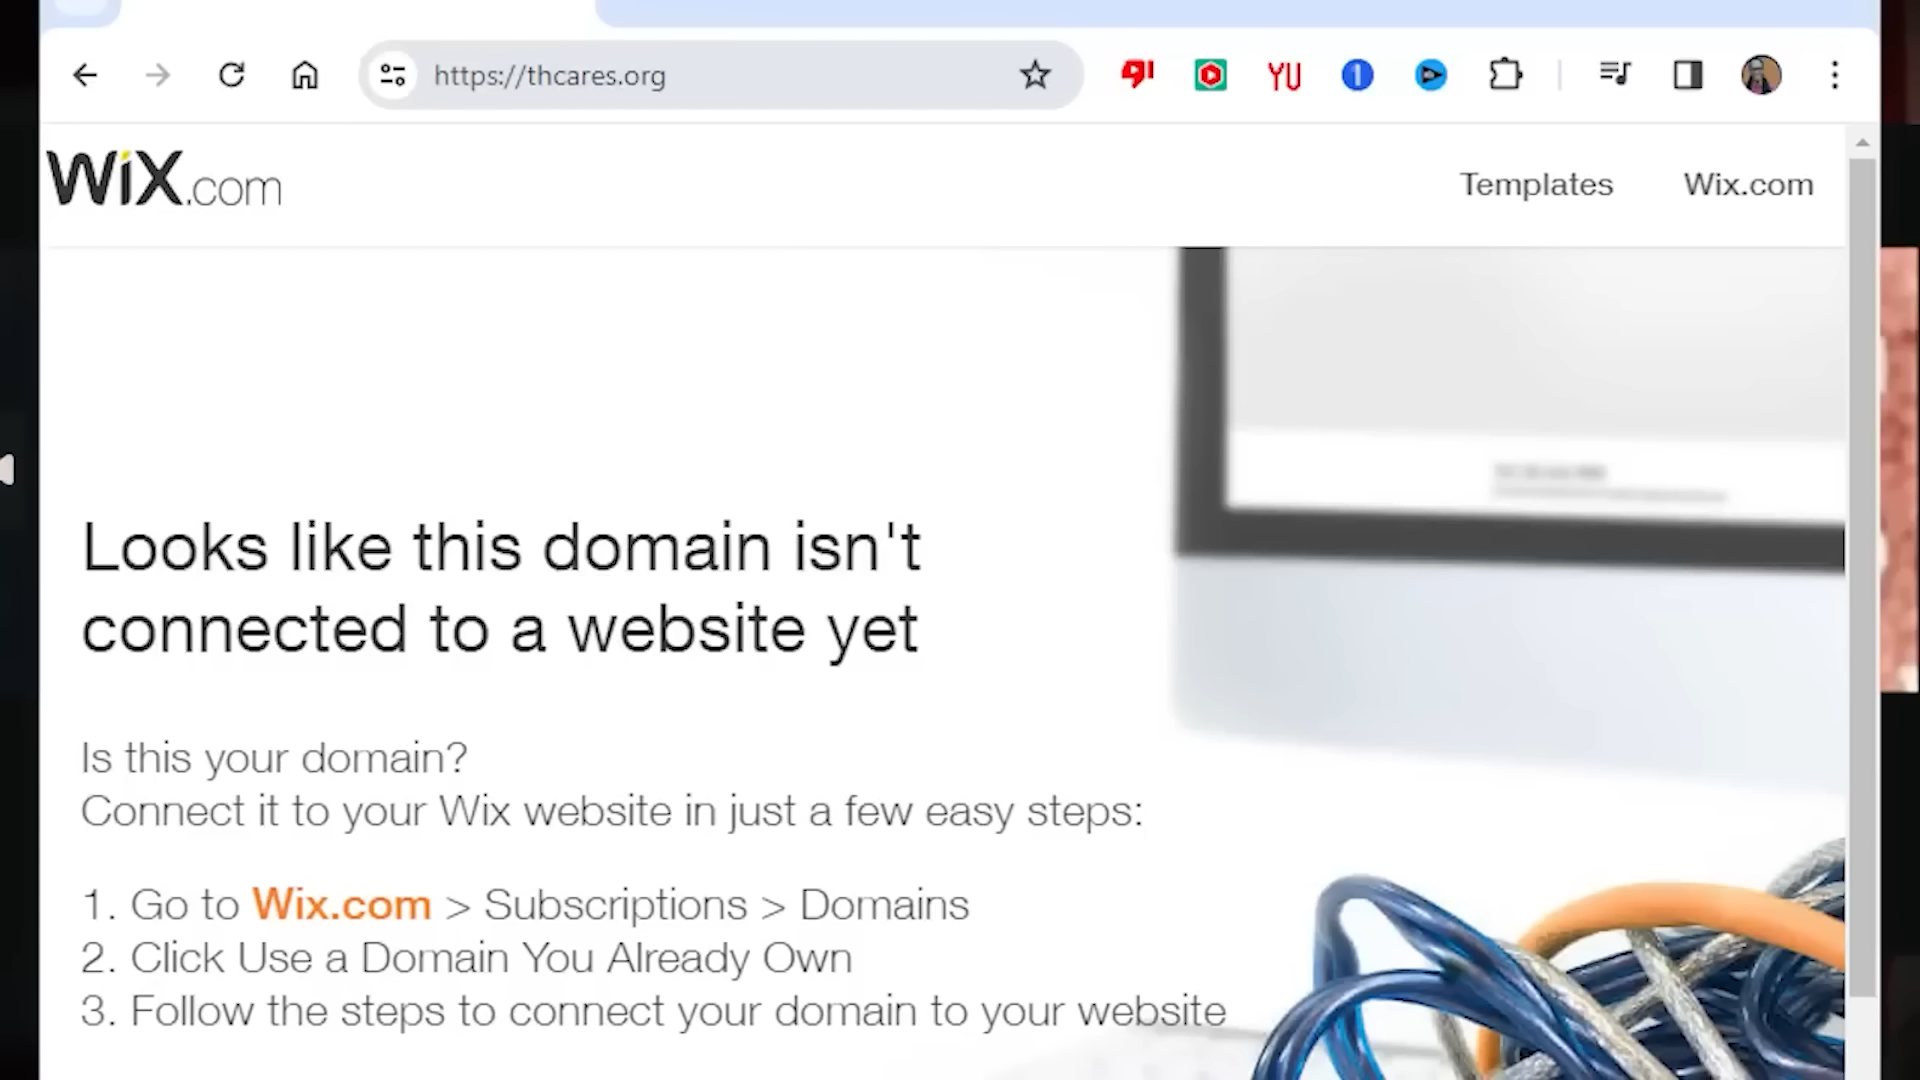 https://thcares.org
YU
1
WiX.com
Templates
Wix.com
Looks like this domain isn't
connected to a website yet
Is this your domain?
Connect it to your Wix website in just a few easy steps:
1. Go to Wix.com > Subscriptions > Domains
2. Click Use a Domain You Already Own
3. Follow the steps to connect your domain to your website